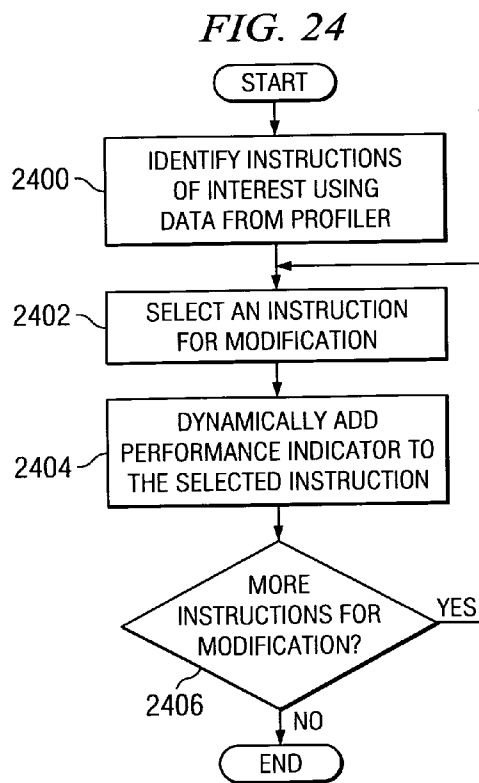 FIG. 24
START
2400
IDENTIFY INSTRUCTIONS
OF INTEREST USING
DATA FROM PROFILER
2402
SELECT AN INSTRUCTION
FOR MODIFICATION
2404
DYNAMICALLY ADD
PERFORMANCE INDICATOR TO
THE SELECTED INSTRUCTION
MORE
INSTRUCTIONS FOR
MODIFICATION?
YES
2406
NO
END